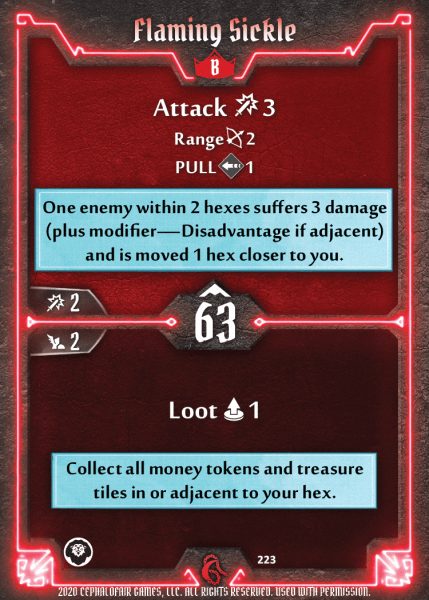 Flaming Sickle
B
Attack 3
Range 2
PULL 1
One enemy within 2 hexes suffers 3 damage
(plus modifier—Disadvantage if adjacent)
and is moved 1 hex closer to you.
2
63
2
Loot 1
Collect all money tokens and treasure
tiles in or adjacent to your hex.
223
2020 CEPHALOFAIR GAMES, LLC. ALL RIGHTS RESERVED. USED WITH PERMISSION.